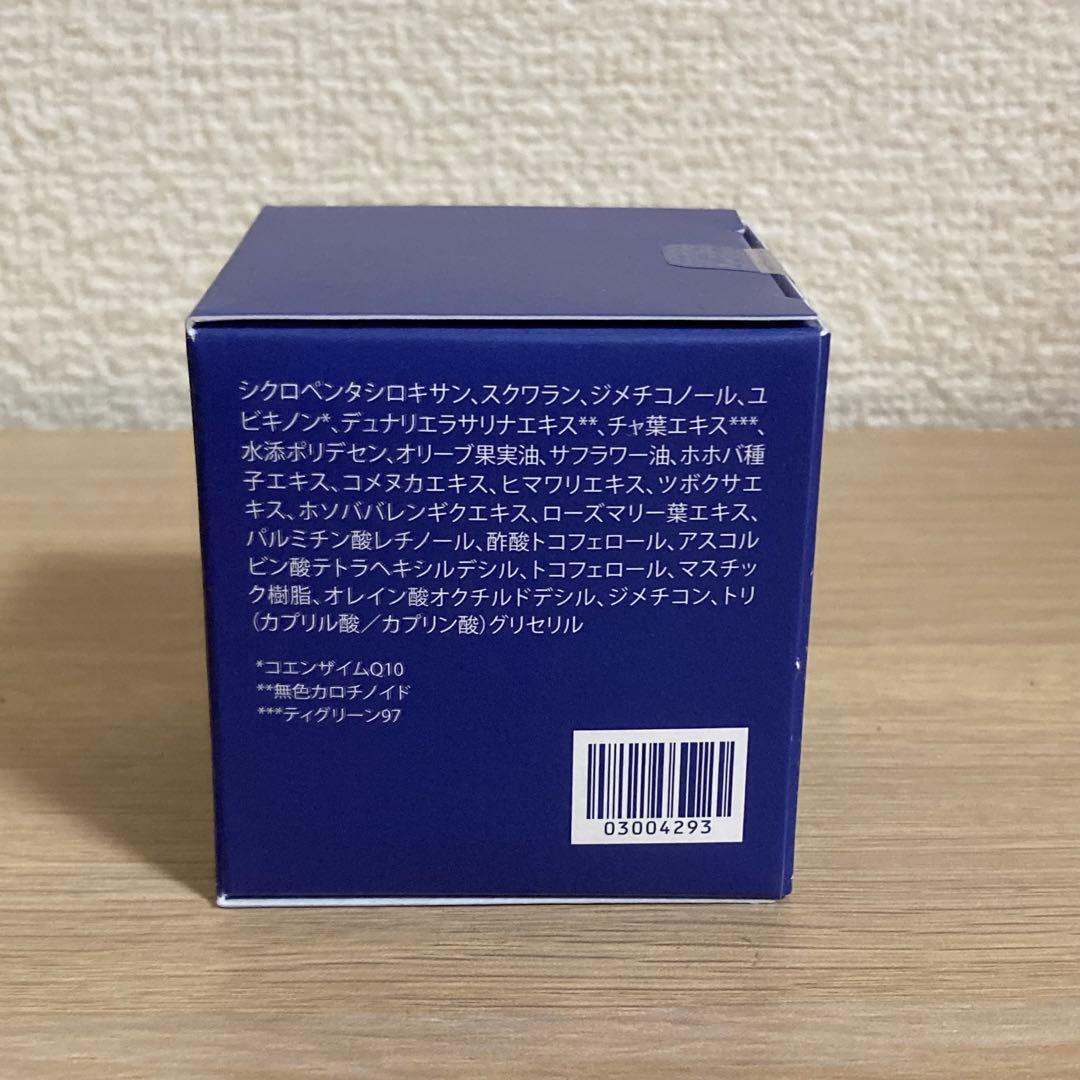 シクロペンタシロキサン、スクワラン、ジメチコノール、ユ
ビキノン*、デュナリエラサリナエキス**、チャ葉エキス***、
水添ポリデセン、オリーブ果実油、サフラワー油、ホホバ種
子エキス、コメヌカエキス、ヒマワリエキス、ツボクサエ
キス、ホソババレンギクエキス、ローズマリー葉エキス、
パルミチン酸レチノール、酢酸トコフェロール、アスコル
ビン酸テトラヘキシルデシル、トコフェロール、マスチッ
ク樹脂、オレイン酸オクチルドデシル、ジメチコン、トリ
(カプリル酸／カプリン酸)グリセリル
*コエンザイムQ10
**無色カロチノイド
***ティグリーン97
03004293